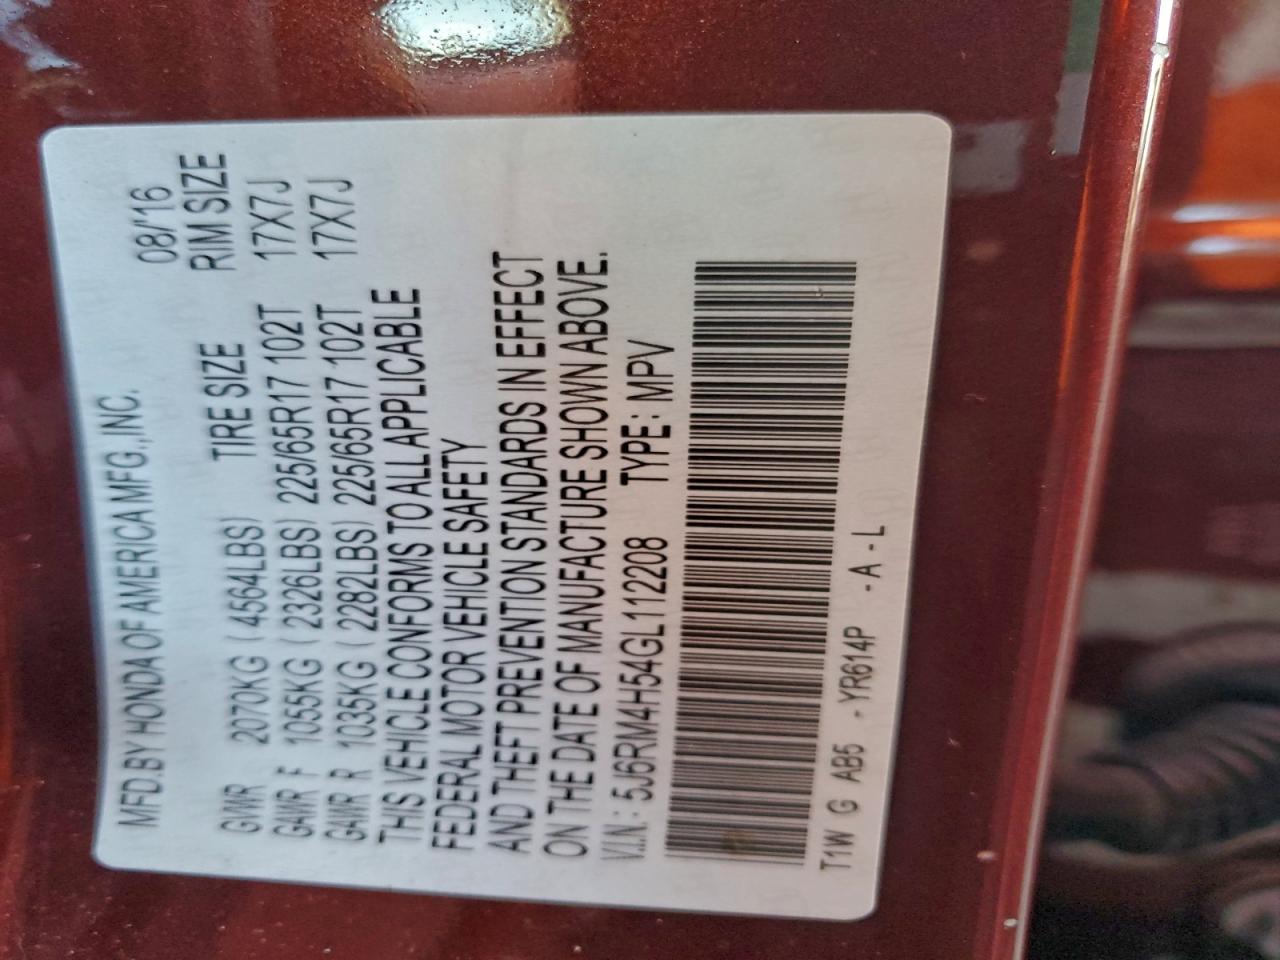 MFD.BY HONDA OF AMERICA MFG.,INC.
08/'16
TIRE SIZE RIM SIZE
GVWR 2070KG ( 4564LBS)
GAWR F 1055KG ( 2326LBS) 225/65R17 102T 17X7J
GAWR R 1035KG ( 2282LBS) 225/65R17 102T 17X7J
THIS VEHICLE CONFORMS TO ALL APPLICABLE
FEDERAL MOTOR VEHICLE SAFETY
AND THEFT PREVENTION STANDARDS IN EFFECT
ON THE DATE OF MANUFACTURE SHOWN ABOVE.
V.I.N : 5J6RM4H54GL112208 TYPE : MPV
T1W G AB5 - YR614P - A - L